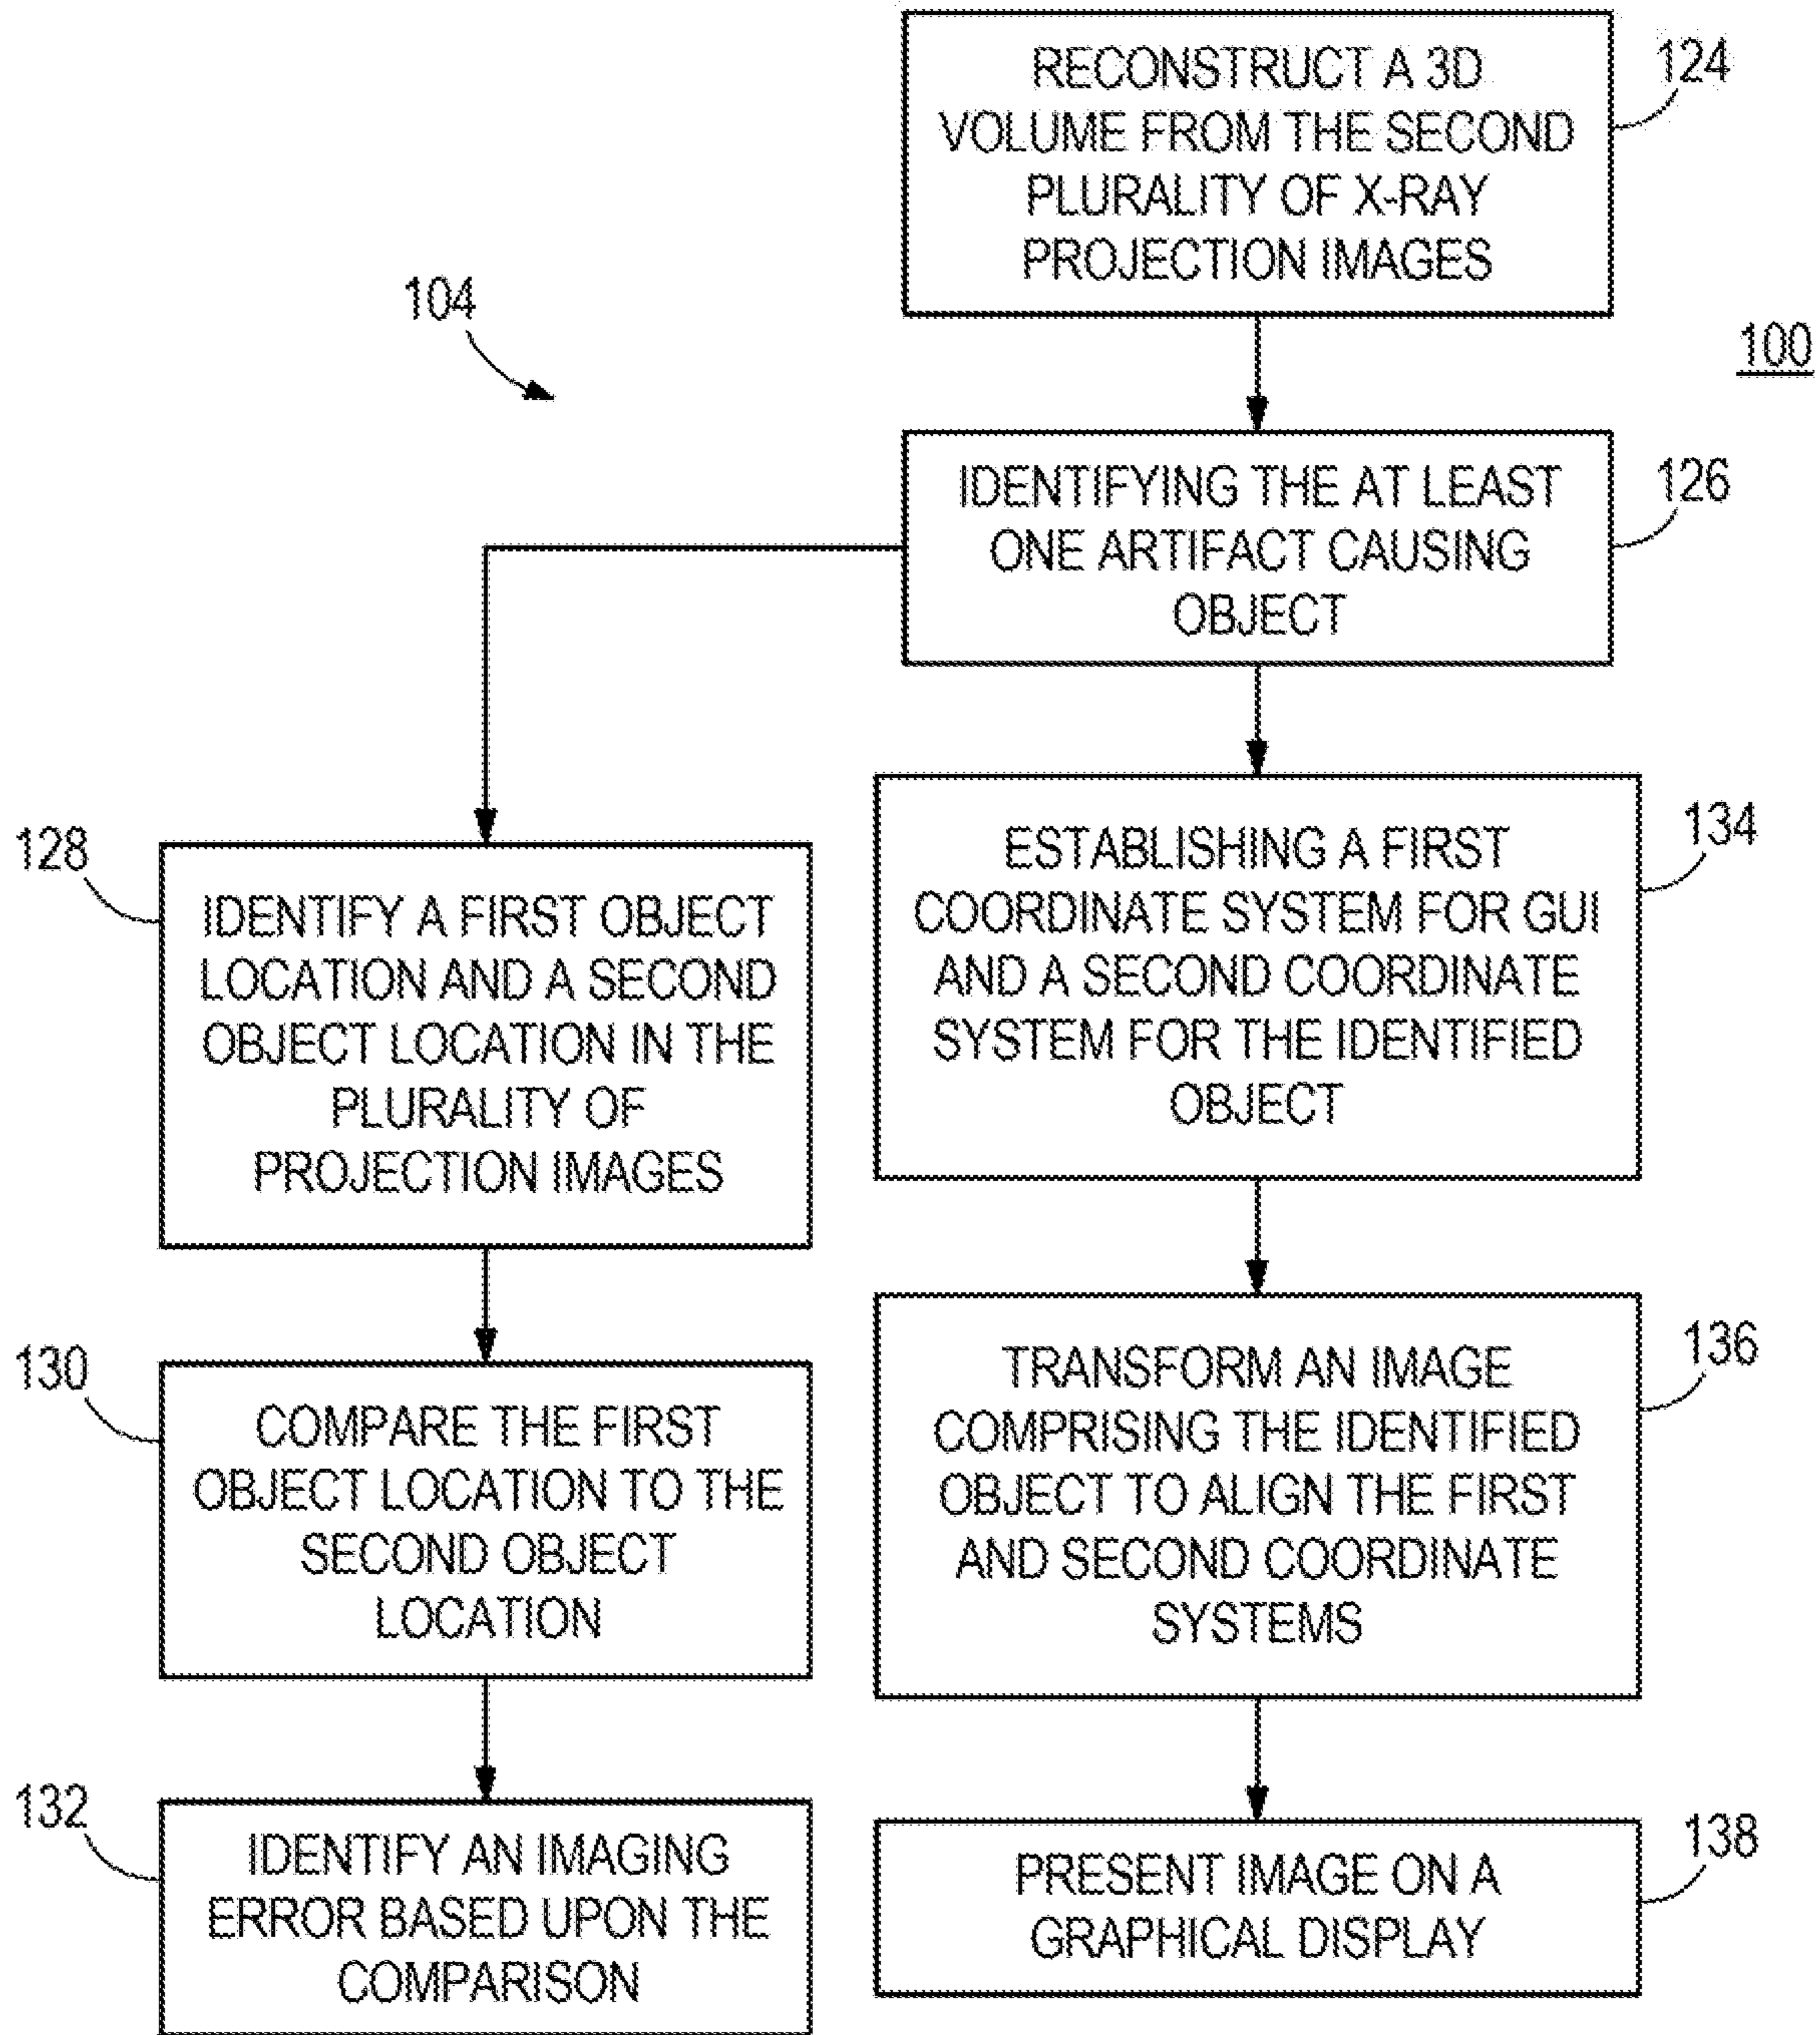 RECONSTRUCT A 3D
VOLUME FROM THE SECOND
PLURALITY OF X-RAY
PROJECTION IMAGES
124
104
100
IDENTIFYING THE AT LEAST
ONE ARTIFACT CAUSING
OBJECT
126
128
IDENTIFY A FIRST OBJECT
LOCATION AND A SECOND
OBJECT LOCATION IN THE
PLURALITY OF
PROJECTION IMAGES
ESTABLISHING A FIRST
COORDINATE SYSTEM FOR GUI
AND A SECOND COORDINATE
SYSTEM FOR THE IDENTIFIED
OBJECT
134
130
COMPARE THE FIRST
OBJECT LOCATION TO THE
SECOND OBJECT
LOCATION
TRANSFORM AN IMAGE
COMPRISING THE IDENTIFIED
OBJECT TO ALIGN THE FIRST
AND SECOND COORDINATE
SYSTEMS
136
132
IDENTIFY AN IMAGING
ERROR BASED UPON THE
COMPARISON
PRESENT IMAGE ON A
GRAPHICAL DISPLAY
138